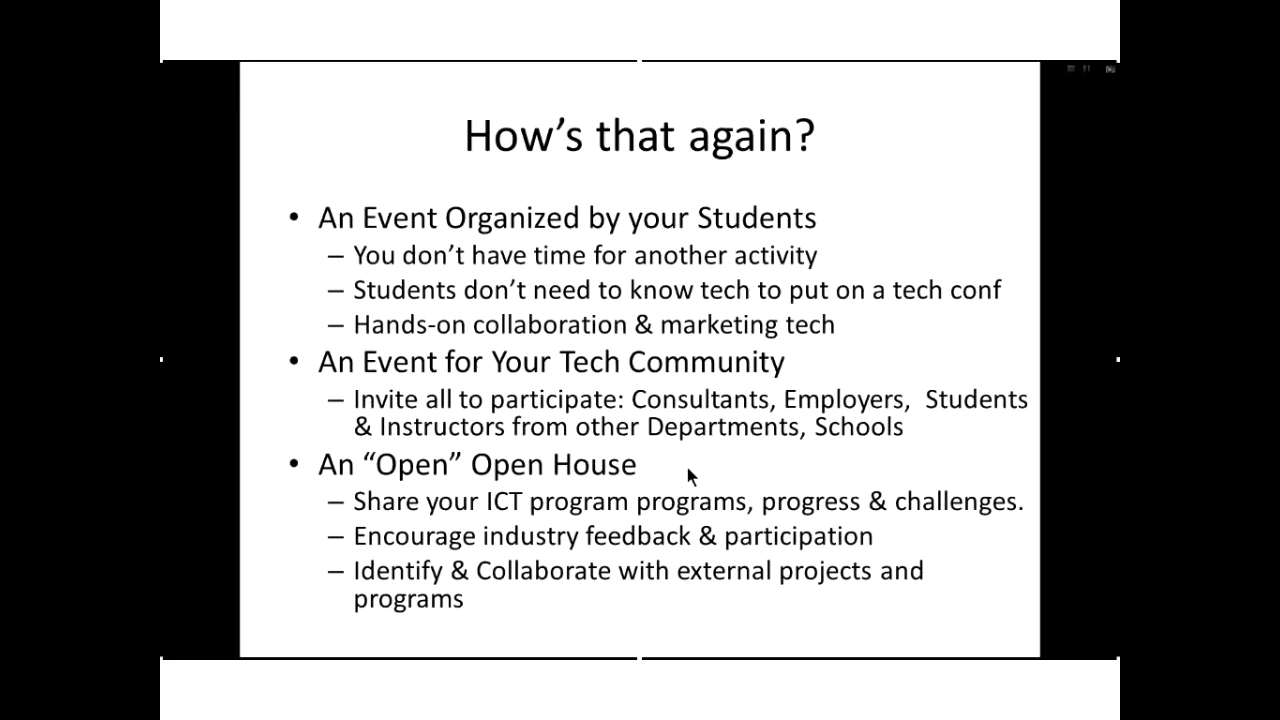 How’s that again?
• An Event Organized by your Students
– You don’t have time for another activity
– Students don’t need to know tech to put on a tech conf
– Hands-on collaboration & marketing tech
• An Event for Your Tech Community
– Invite all to participate: Consultants, Employers,  Students
& Instructors from other Departments, Schools
• An “Open” Open House
– Share your ICT program programs, progress & challenges.
– Encourage industry feedback & participation
– Identify & Collaborate with external projects and
programs